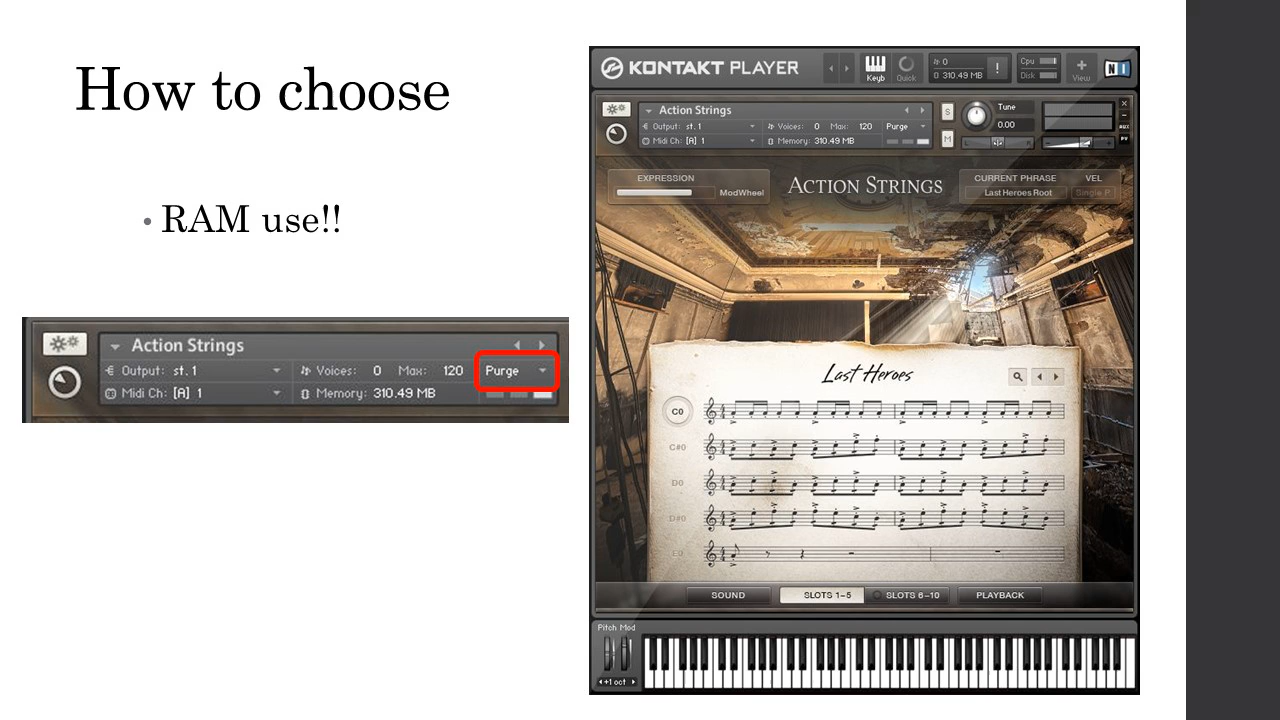 How to choose
• RAM use!!
Action Strings
Output: st.1 Voices: 0 Max: 120 Purge
Midi Ch: [A] 1 Memory: 310.49 MB
KONTAKT PLAYER
Keyb Quick
0
310.49 MB
!
Cpu
Disk
View
NI
Action Strings
Output: st.1 Voices: 0 Max: 120 Purge
Midi Ch: [A] 1 Memory: 310.49 MB
S
M
Tune
0.00
L R
AUX
PV
EXPRESSION
ModWheel
ACTION STRINGS
CURRENT PHRASE VEL
Last Heroes Root Single P.
Last Heroes
C0
C#0
D0
D#0
E0
SOUND SLOTS 1–5 SLOTS 6–10 PLAYBACK
Pitch Mod
+1 oct